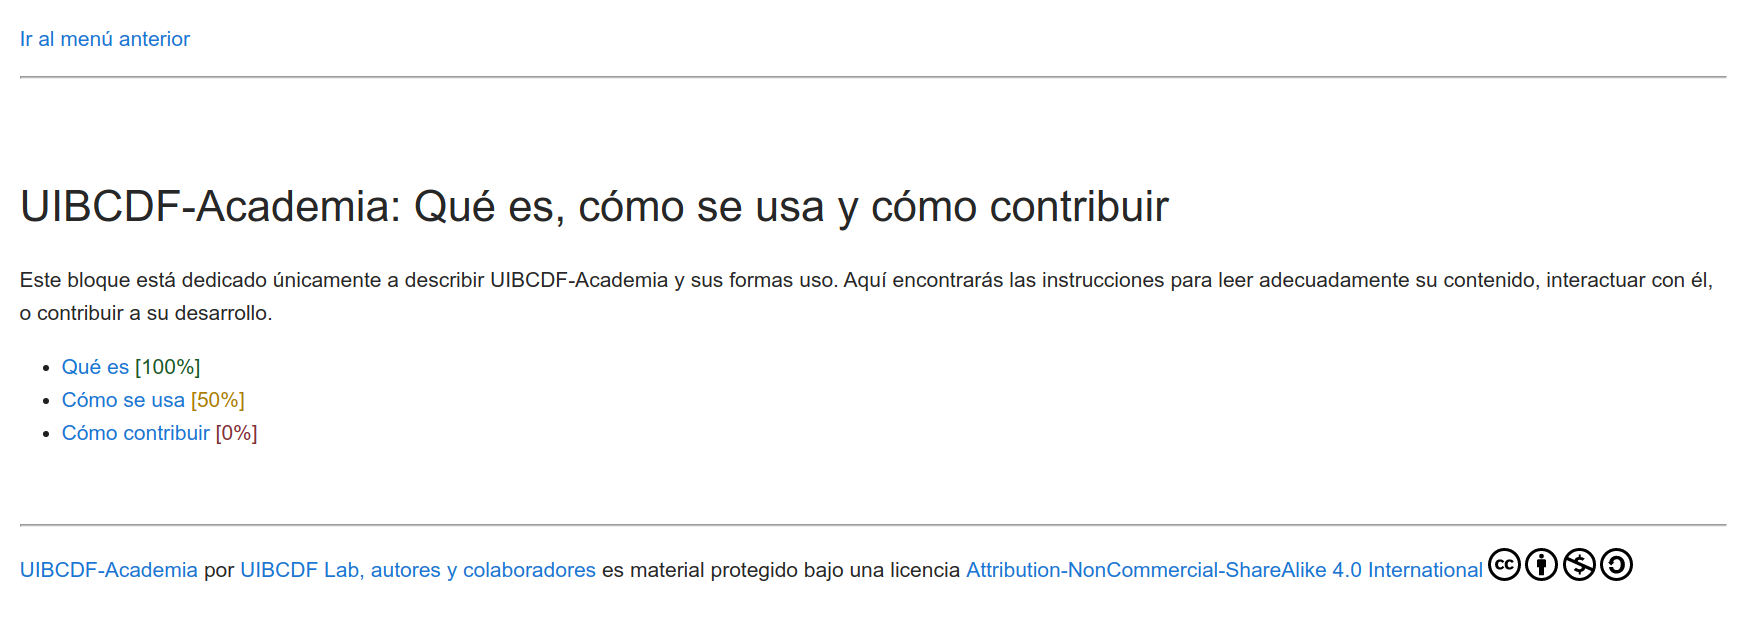 Ir al menú anterior
UIBCDF-Academia: Qué es, cómo se usa y cómo contribuir
Este bloque está dedicado únicamente a describir UIBCDF-Academia y sus formas uso. Aquí encontrarás las instrucciones para leer adecuadamente su contenido, interactuar con él,
o contribuir a su desarrollo.
• Qué es [100%]
• Cómo se usa [50%]
• Cómo contribuir [0%]
UIBCDF-Academia por UIBCDF Lab, autores y colaboradores es material protegido bajo una licencia Attribution-NonCommercial-ShareAlike 4.0 International cc